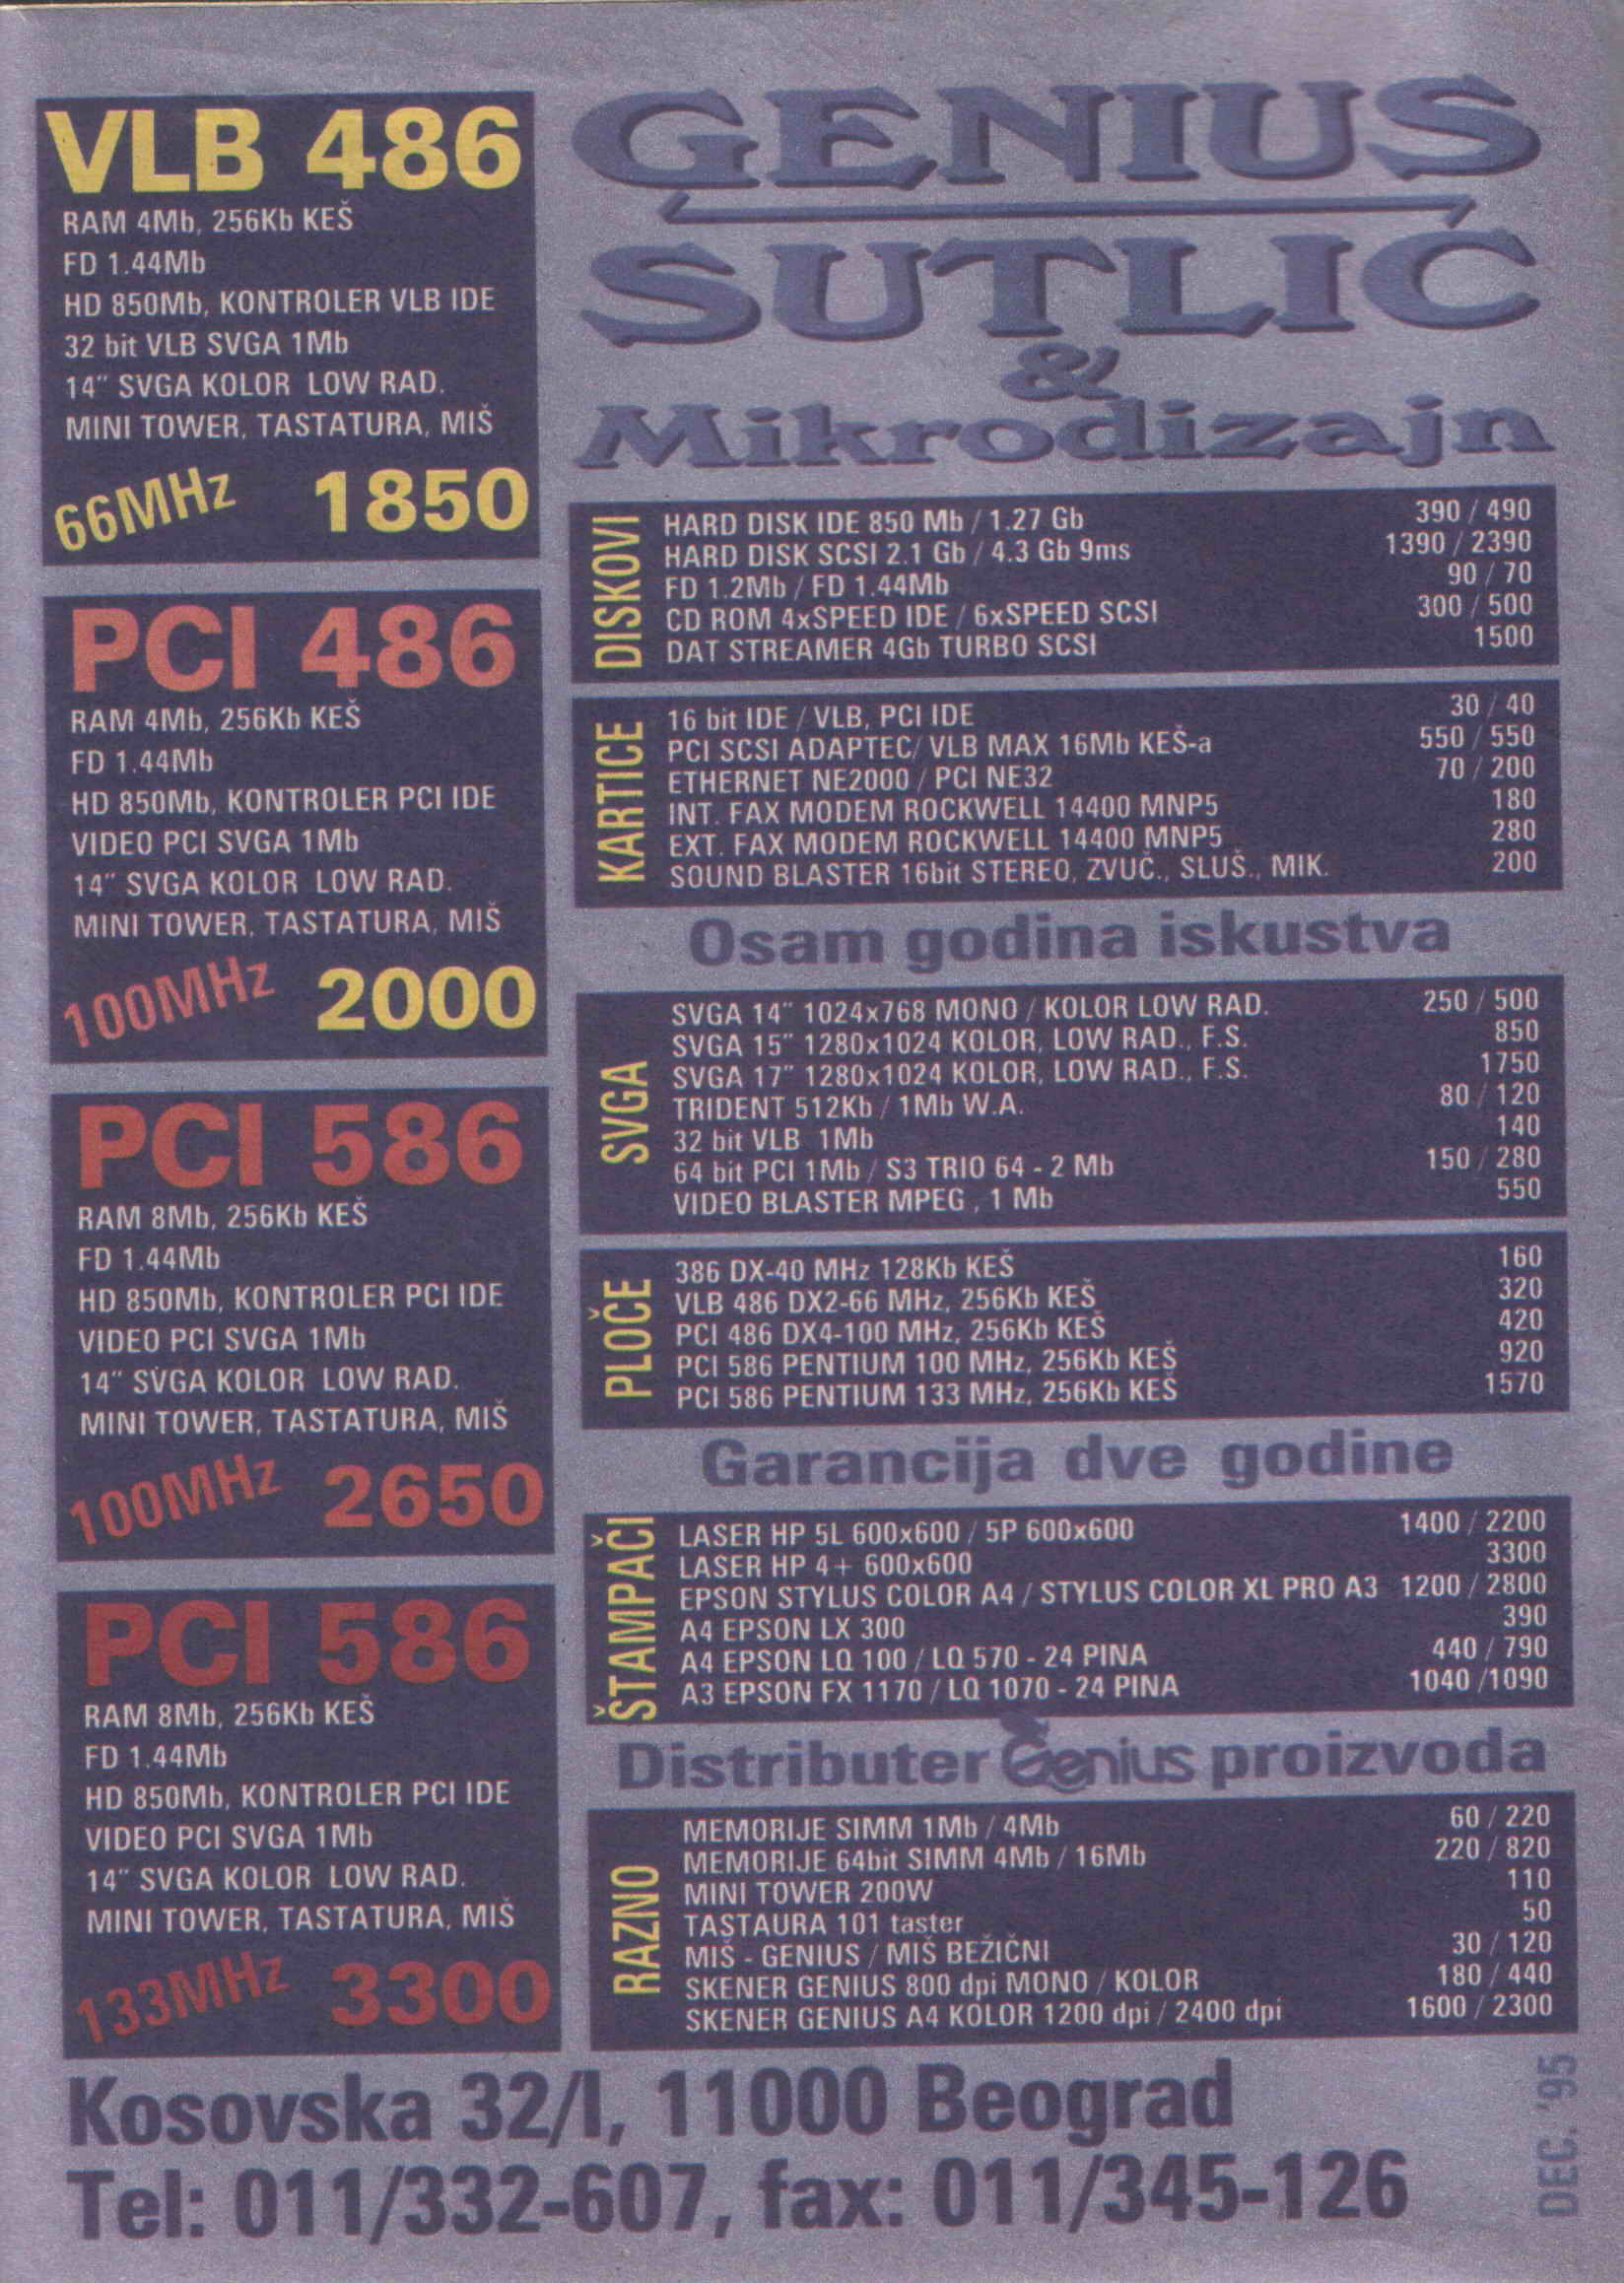 VLB 486
RAM 4Mb, 256Kb KEŠ
FD 1.44Mb
HD 850Mb, KONTROLER VLB IDE
32 bit VLB SVGA 1Mb
14" SVGA KOLOR LOW RAD.
MINI TOWER, TASTATURA, MIŠ
66MHz 1850
PCI 486
RAM 4Mb, 256Kb KEŠ
FD 1.44Mb
HD 850Mb, KONTROLER PCI IDE
VIDEO PCI SVGA 1Mb
14" SVGA KOLOR LOW RAD.
MINI TOWER, TASTATURA, MIŠ
100MHz 2000
PCI 586
RAM 8Mb, 256Kb KEŠ
FD 1.44Mb
HD 850Mb, KONTROLER PCI IDE
VIDEO PCI SVGA 1Mb
14" SVGA KOLOR LOW RAD.
MINI TOWER, TASTATURA, MIŠ
100MHz 2650
PCI 586
RAM 8Mb, 256Kb KEŠ
FD 1.44Mb
HD 850Mb, KONTROLER PCI IDE
VIDEO PCI SVGA 1Mb
14" SVGA KOLOR LOW RAD.
MINI TOWER, TASTATURA, MIŠ
133MHz 3300
GENIUS
SUTLIĆ
&
Mikrodizajn
DISKOVI
HARD DISK IDE 850 Mb / 1.27 Gb 390 / 490
HARD DISK SCSI 2.1 Gb / 4.3 Gb 9ms 1390 / 2390
FD 1.2Mb / FD 1.44Mb 90 / 70
CD ROM 4xSPEED IDE / 6xSPEED SCSI 300 / 500
DAT STREAMER 4Gb TURBO SCSI 1500
KARTICE
16 bit IDE / VLB, PCI IDE 30 / 40
PCI SCSI ADAPTEC/ VLB MAX 16Mb KEŠ-a 550 / 550
ETHERNET NE2000 / PCI NE32 70 / 200
INT. FAX MODEM ROCKWELL 14400 MNP5 180
EXT. FAX MODEM ROCKWELL 14400 MNP5 280
SOUND BLASTER 16bit STEREO, ZVUČ., SLUŠ., MIK. 200
Osam godina iskustva
SVGA
SVGA 14" 1024x768 MONO / KOLOR LOW RAD. 250 / 500
SVGA 15" 1280x1024 KOLOR, LOW RAD., F.S. 850
SVGA 17" 1280x1024 KOLOR, LOW RAD., F.S. 1750
TRIDENT 512Kb / 1Mb W.A. 80 / 120
32 bit VLB 1Mb 140
64 bit PCI 1Mb / S3 TRIO 64 - 2 Mb 150 / 280
VIDEO BLASTER MPEG , 1 Mb 550
PLOČE
386 DX-40 MHz 128Kb KEŠ 160
VLB 486 DX2-66 MHz, 256Kb KEŠ 320
PCI 486 DX4-100 MHz, 256Kb KEŠ 420
PCI 586 PENTIUM 100 MHz, 256Kb KEŠ 920
PCI 586 PENTIUM 133 MHz, 256Kb KEŠ 1570
Garancija dve godine
ŠTAMPAČI
LASER HP 5L 600x600 / 5P 600x600 1400 / 2200
LASER HP 4+ 600x600 3300
EPSON STYLUS COLOR A4 / STYLUS COLOR XL PRO A3 1200 / 2800
A4 EPSON LX 300 390
A4 EPSON LQ 100 / LQ 570 - 24 PINA 440 / 790
A3 EPSON FX 1170 / LQ 1070 - 24 PINA 1040 /1090
Distributer Genius proizvoda
RAZNO
MEMORIJE SIMM 1Mb / 4Mb 60 / 220
MEMORIJE 64bit SIMM 4Mb / 16Mb 220 / 820
MINI TOWER 200W 110
TASTAURA 101 taster 50
MIŠ - GENIUS / MIŠ BEŽIČNI 30 / 120
SKENER GENIUS 800 dpi MONO / KOLOR 180 / 440
SKENER GENIUS A4 KOLOR 1200 dpi / 2400 dpi 1600 / 2300
Kosovska 32/I, 11000 Beograd
Tel: 011/332-607, fax: 011/345-126
DEC. '95